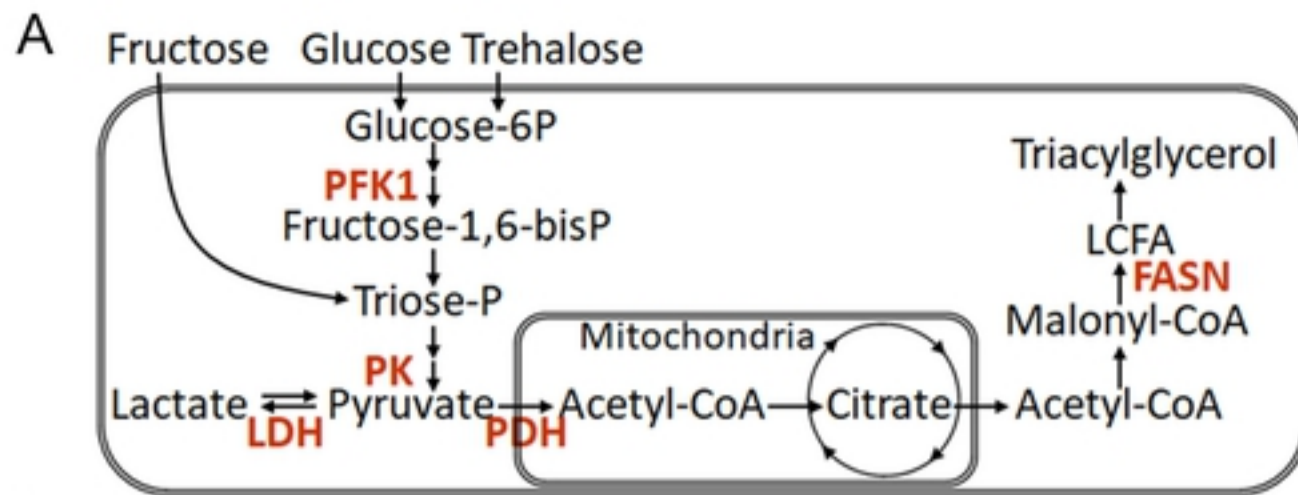 A
Fructose Glucose Trehalose
Glucose-6P
Triacylglycerol
PFK1
Fructose-1,6-bisP
LCFA
FASN
Triose-P
Malonyl-CoA
Mitochondria
PK
Lactate Pyruvate Acetyl-CoA Citrate Acetyl-CoA
LDH PDH